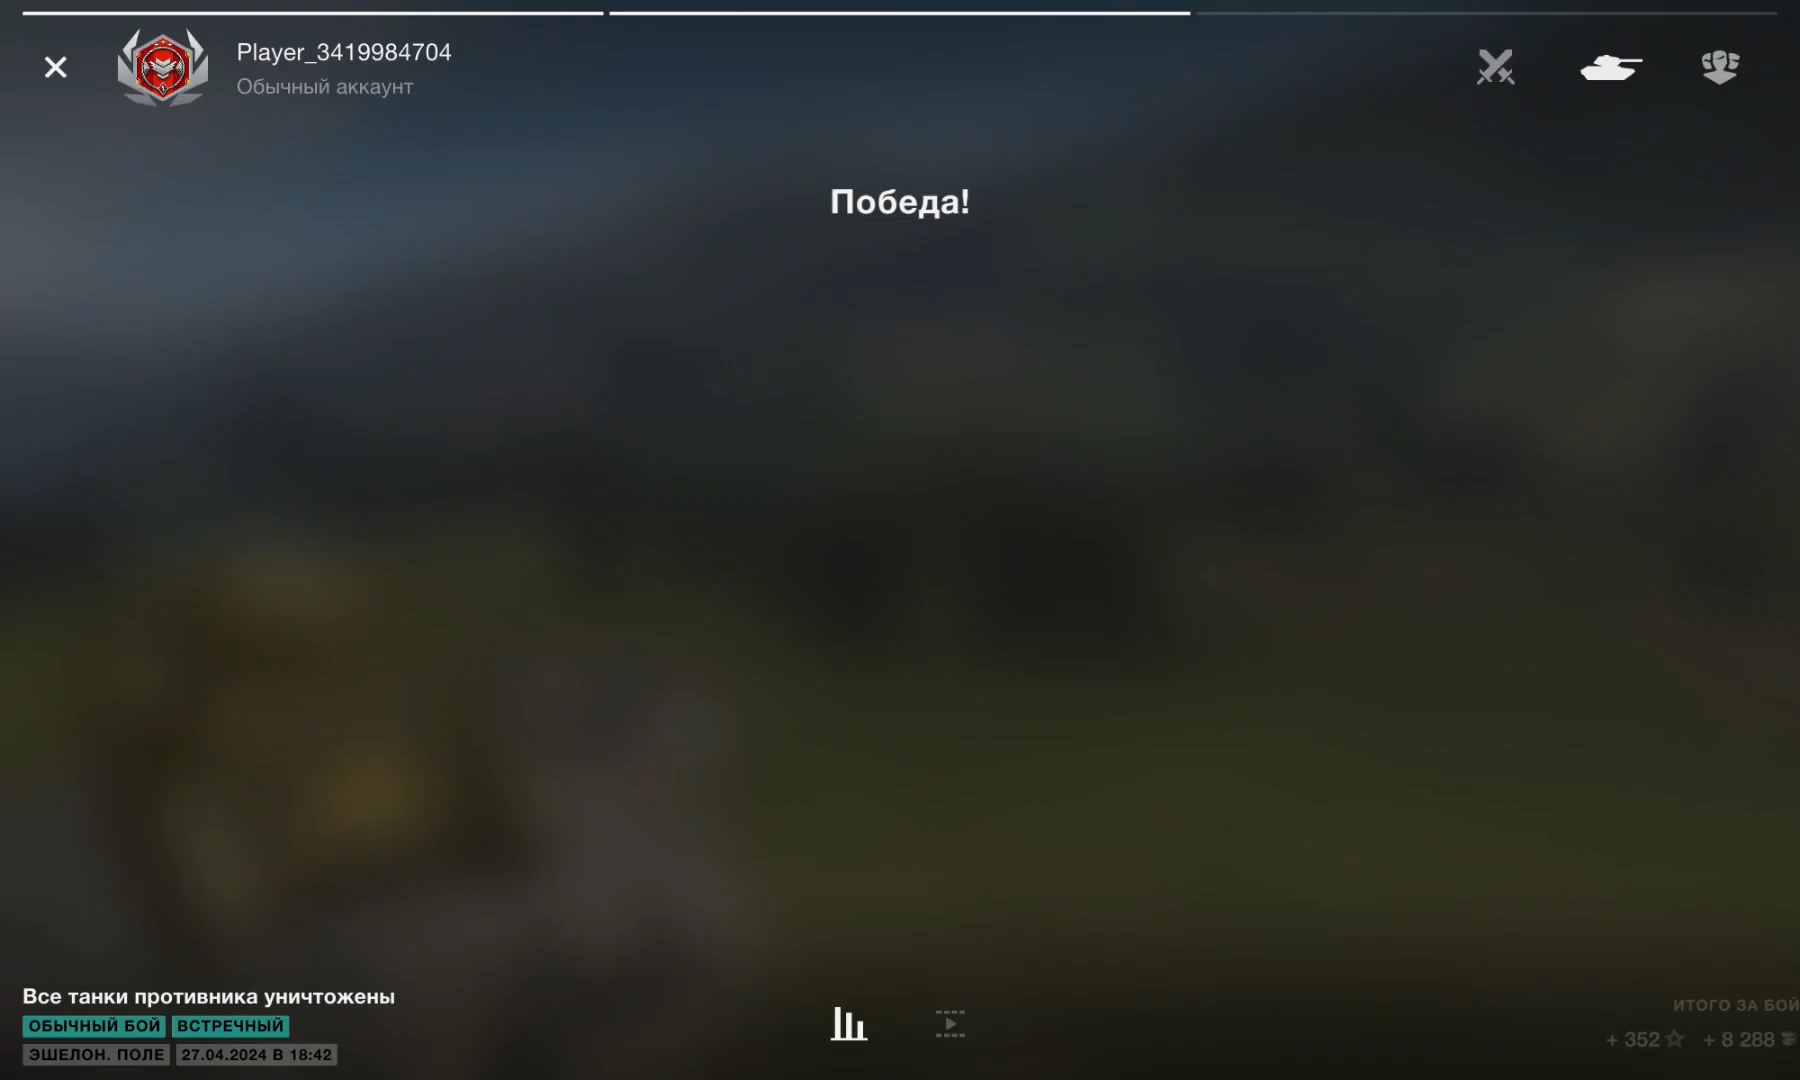 Player_3419984704
Обычный аккаунт
Победа!
Все танки противника уничтожены
ОБЫЧНЫЙ БОЙ ВСТРЕЧНЫЙ
ЭШЕЛОН. ПОЛЕ 27.04.2024 В 18:42
ИТОГО ЗА БОЙ
+ 352 + 8 288